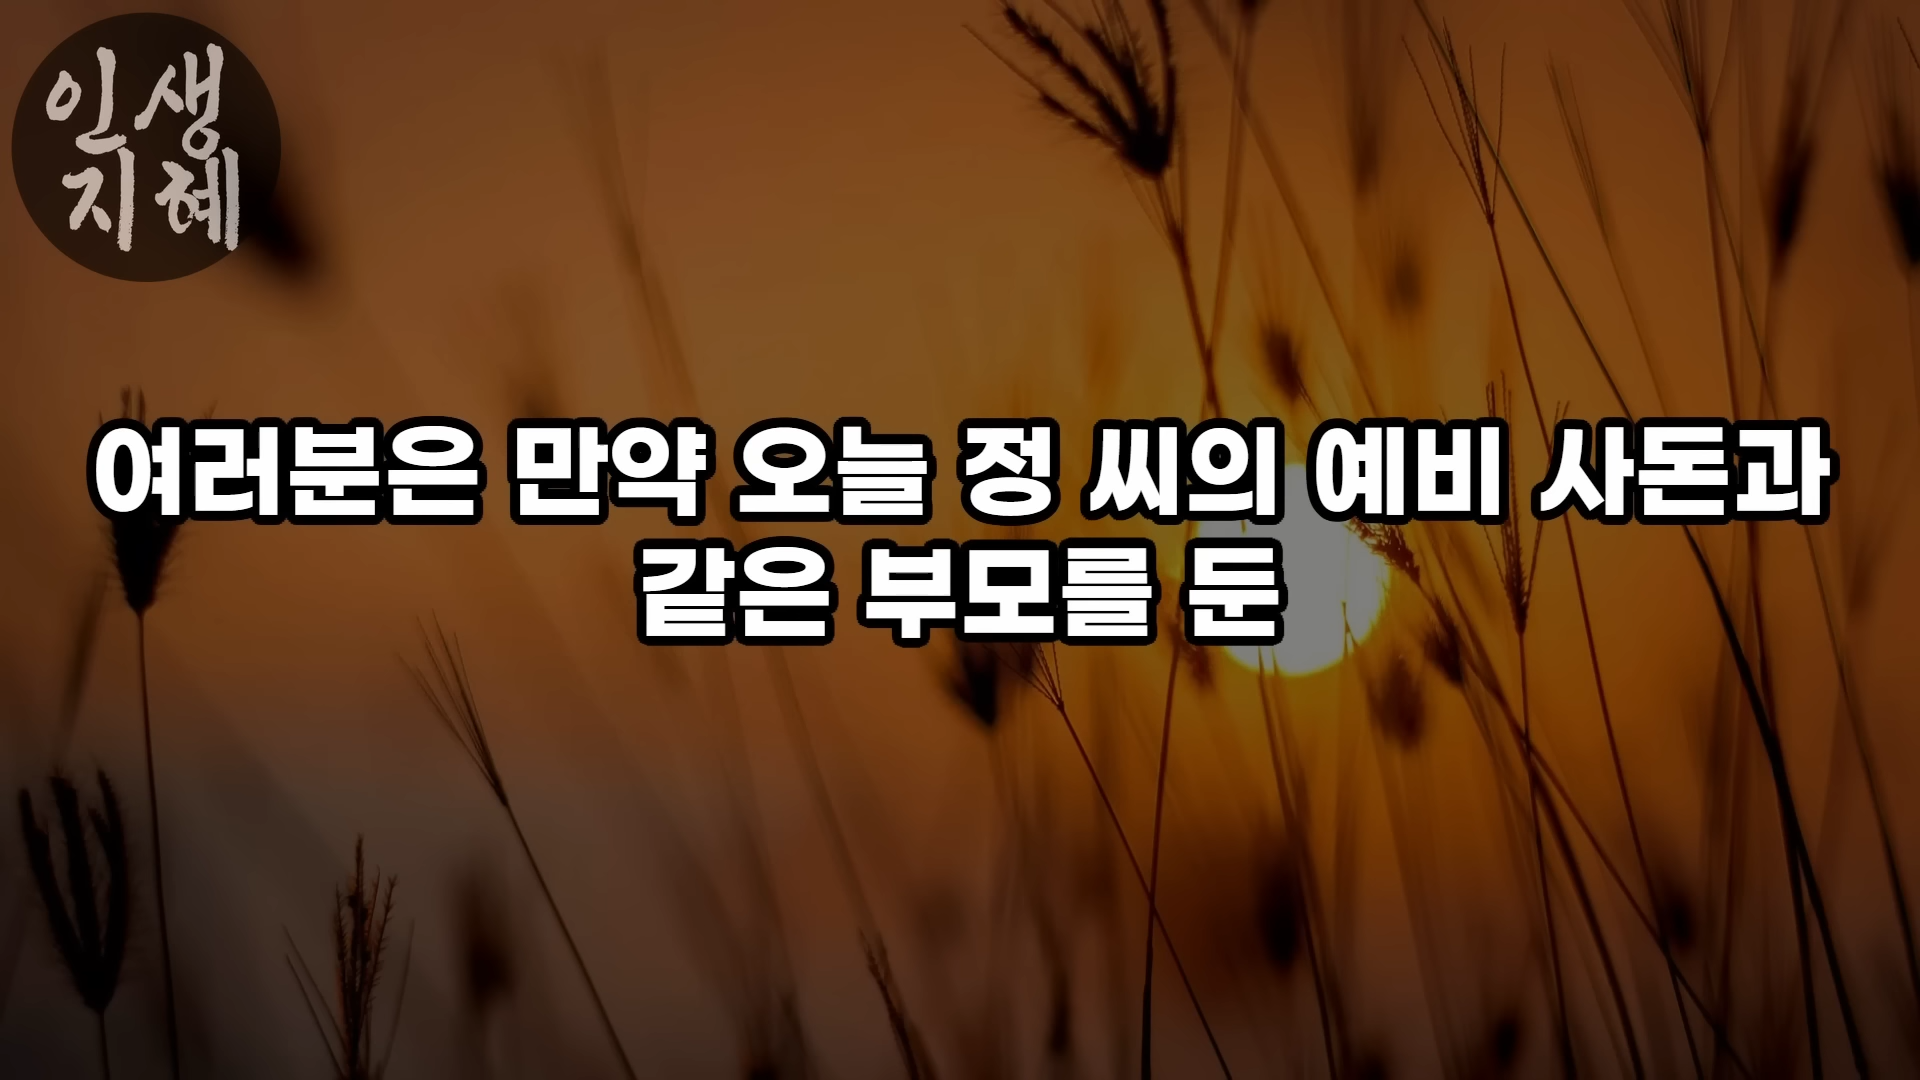 인생
지혜
여러분은 만약 오늘 정 씨의 예비 사돈과
같은 부모를 둔